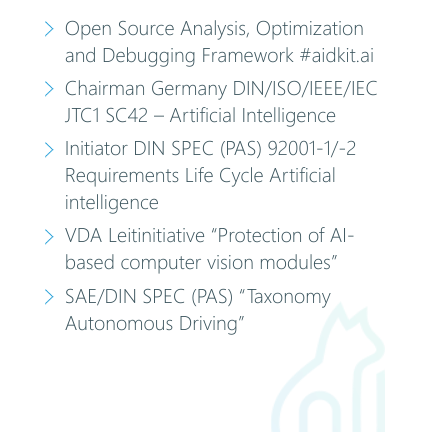 Open Source Analysis, Optimization
and Debugging Framework #aidkit.ai
Chairman Germany DIN/ISO/IEEE/IEC
JTC1 SC42 – Artificial Intelligence
Initiator DIN SPEC (PAS) 92001-1/-2
Requirements Life Cycle Artificial
intelligence
VDA Leitinitiative “Protection of AI-
based computer vision modules”
SAE/DIN SPEC (PAS) “Taxonomy
Autonomous Driving”